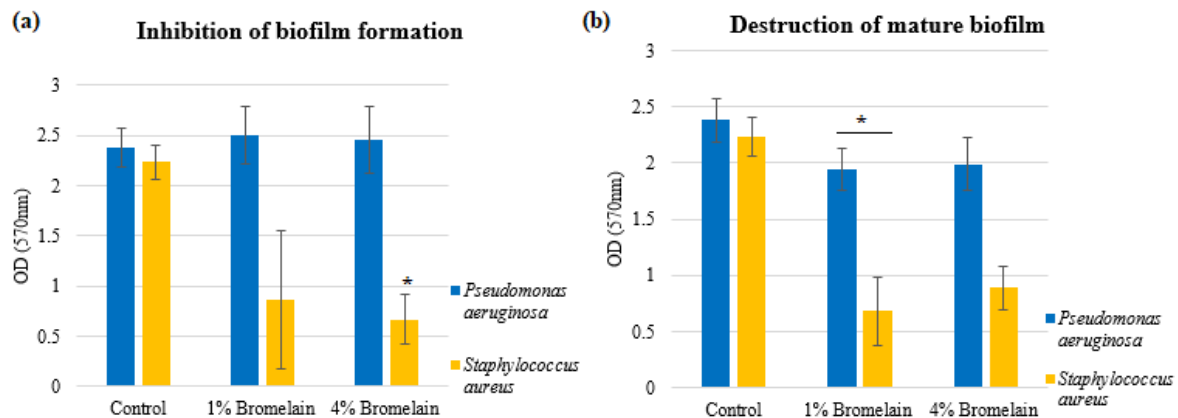 (a)
Inhibition of biofilm formation
3
2.5
2
1.5
1
0.5
0
OD (570nm)
*
Control
1% Bromelain
4% Bromelain
Pseudomonas
aeruginosa
Staphylococcus
aureus
(b)
Destruction of mature biofilm
3
2.5
2
1.5
1
0.5
0
OD (570nm)
*
Control
1% Bromelain
4% Bromelain
Pseudomonas
aeruginosa
Staphylococcus
aureus